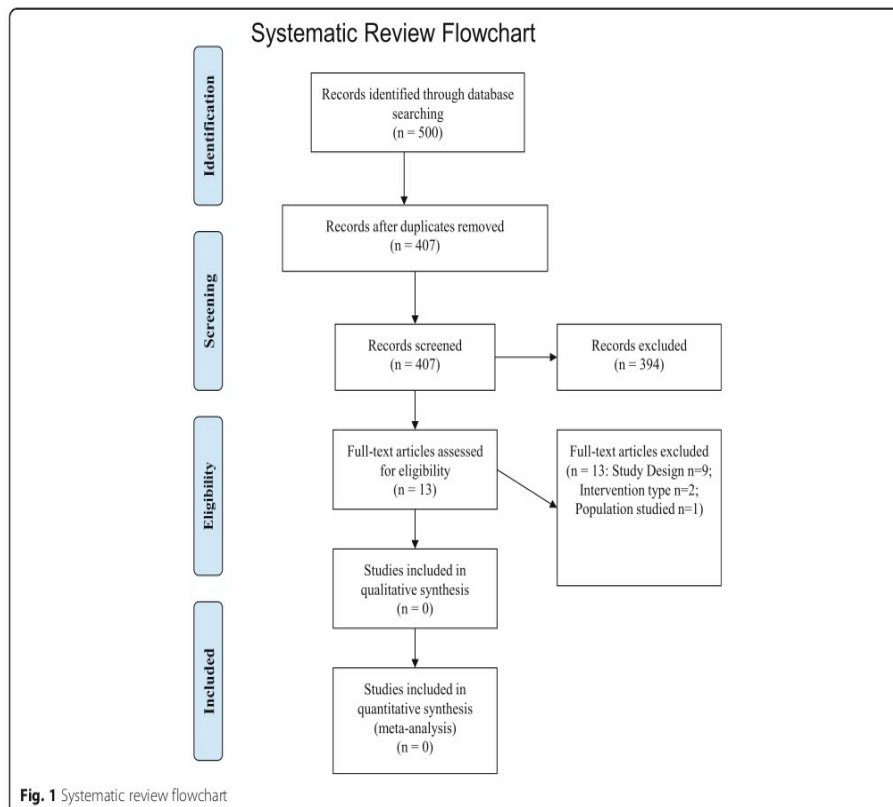 Systematic Review Flowchart
Identification
Records identified through database
searching
(n = 500)
Records after duplicates removed
(n = 407)
Screening
Records screened
(n = 407)
Records excluded
(n = 394)
Eligibility
Full-text articles assessed
for eligibility
(n = 13)
Full-text articles excluded
(n = 13: Study Design n=9;
Intervention type n=2;
Population studied n=1)
Studies included in
qualitative synthesis
(n = 0)
Included
Studies included in
quantitative synthesis
(meta-analysis)
(n = 0)
Fig. 1 Systematic review flowchart